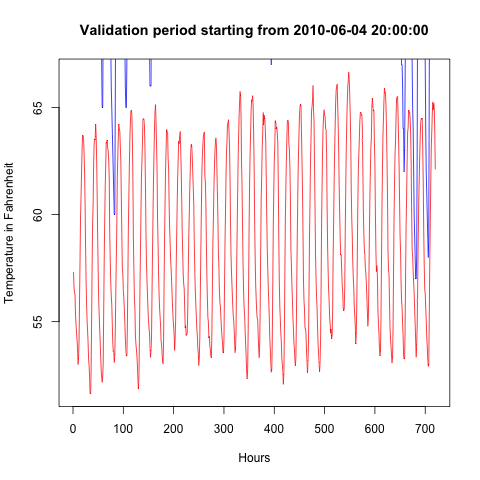 Validation period starting from 2010-06-04 20:00:00
Temperature in Fahrenheit
65
60
55
0 100 200 300 400 500 600 700
Hours